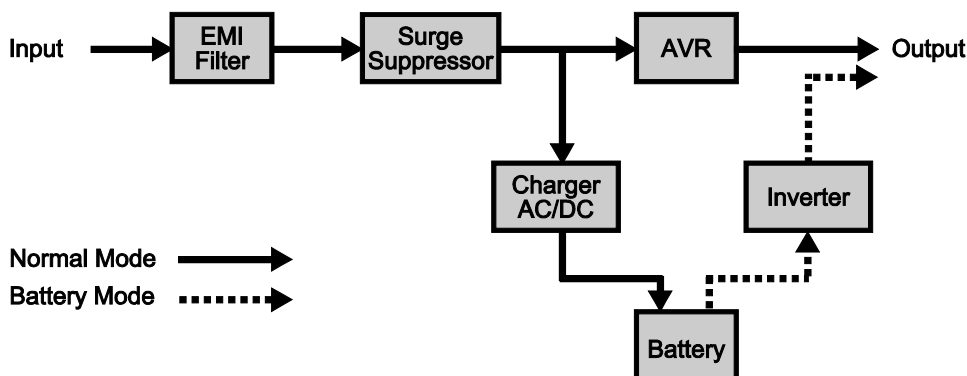 Input
EMI
Filter
Surge
Suppressor
AVR
Output
Charger
AC/DC
Inverter
Normal Mode
Battery Mode
Battery